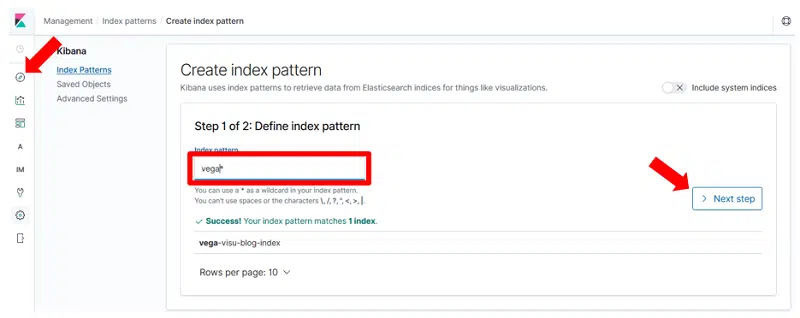 Management / Index patterns / Create index pattern
Kibana
Index Patterns
Saved Objects
Advanced Settings
A
IM
Create index pattern
Kibana uses index patterns to retrieve data from Elasticsearch indices for things like visualizations.
Include system indices
Step 1 of 2: Define index pattern
Index pattern
vega*
You can use a * as a wildcard in your index pattern.
You can't use spaces or the characters \, /, ?, ", <, >, |.
Next step
Success! Your index pattern matches 1 index.
vega-visu-blog-index
Rows per page: 10